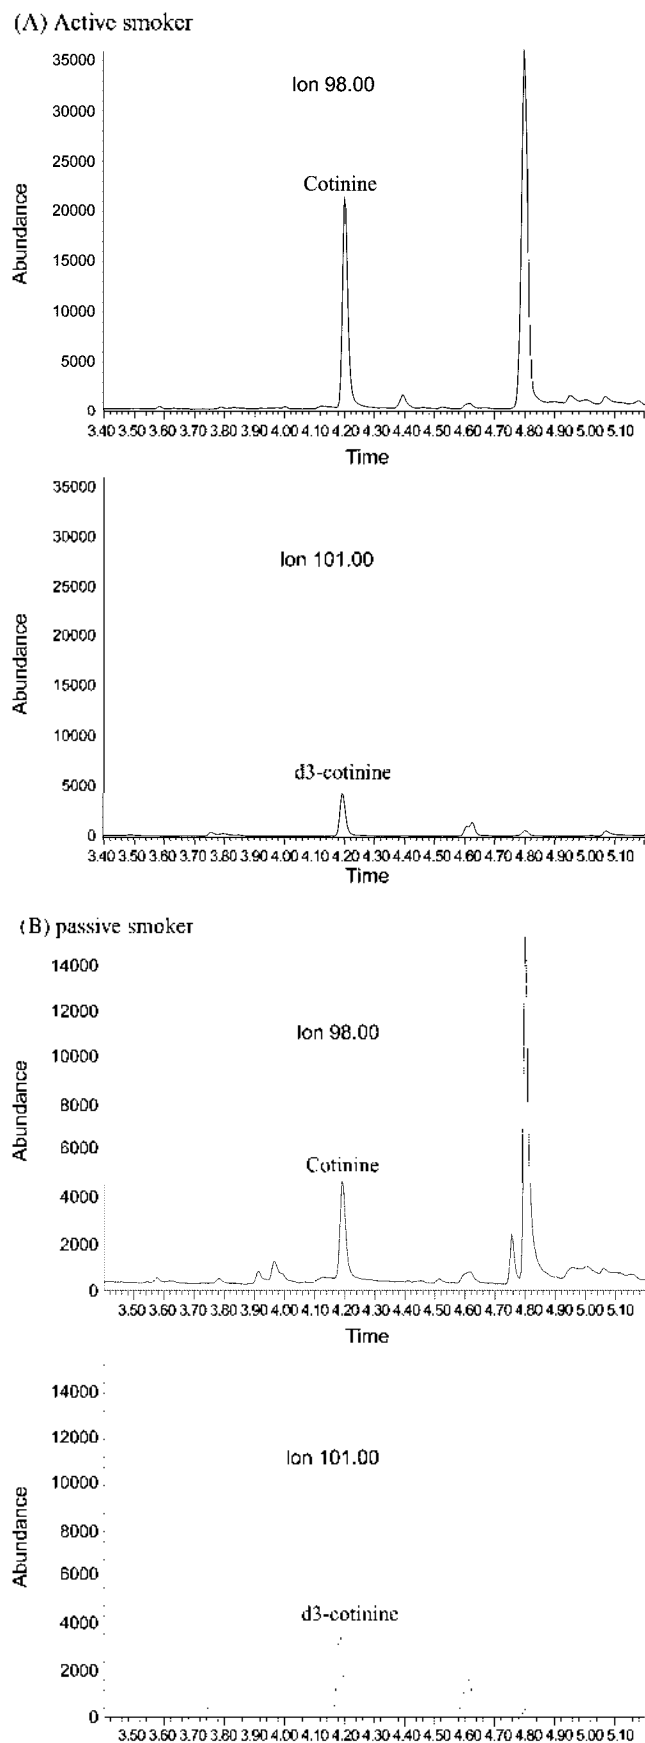 (A) Active smoker
35000
Ion 98.00
30000
25000
Cotinine
20000
15000
10000
5000
0
Abundance
3.40 3.50 3.60 3.70 3.80 3.90 4.00 4.10 4.20 4.30 4.40 4.50 4.60 4.70 4.80 4.90 5.00 5.10
Time
35000
30000
Ion 101.00
25000
20000
15000
10000
d3-cotinine
5000
0
Abundance
3.40 3.50 3.60 3.70 3.80 3.90 4.00 4.10 4.20 4.30 4.40 4.50 4.60 4.70 4.80 4.90 5.00 5.10
Time
(B) passive smoker
14000
12000
Ion 98.00
10000
8000
6000
Cotinine
4000
2000
0
Abundance
3.50 3.60 3.70 3.80 3.90 4.00 4.10 4.20 4.30 4.40 4.50 4.60 4.70 4.80 4.90 5.00 5.10
Time
14000
12000
Ion 101.00
10000
8000
6000
d3-cotinine
4000
2000
0
Abundance
3.50 3.60 3.70 3.80 3.90 4.00 4.10 4.20 4.30 4.40 4.50 4.60 4.70 4.80 4.90 5.00 5.10
Time